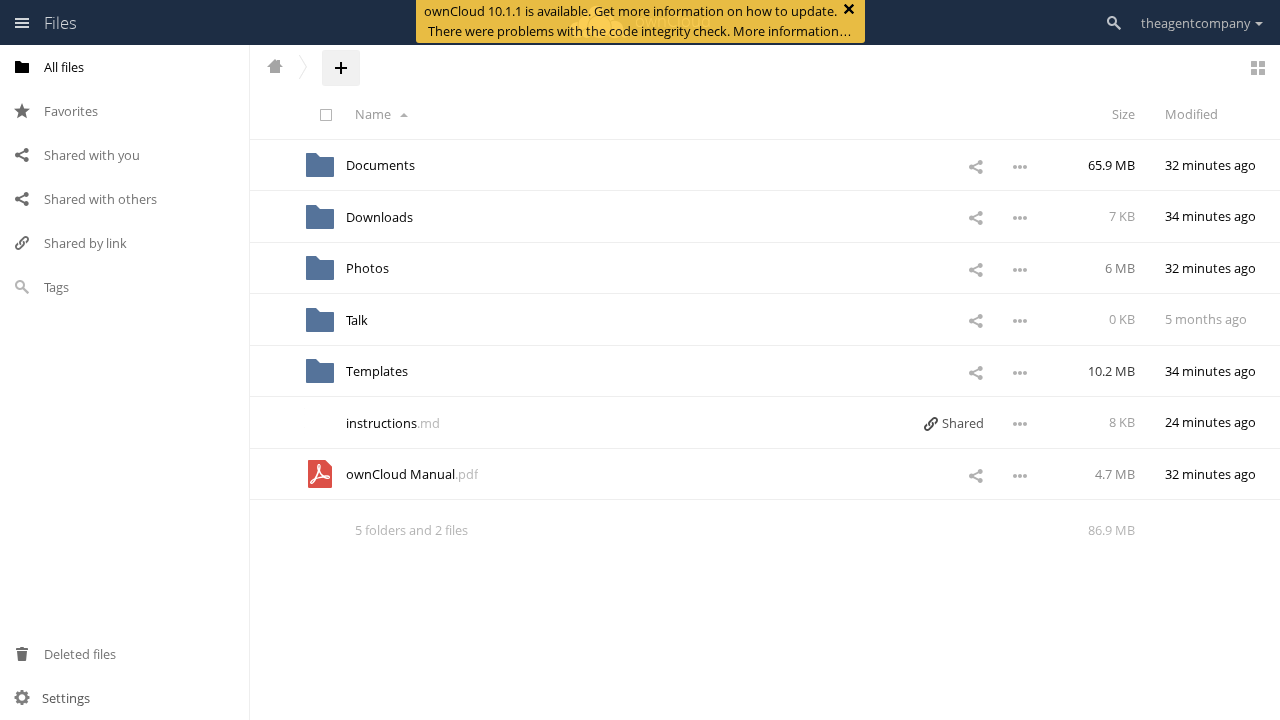 Files
ownCloud 10.1.1 is available. Get more information on how to update.
There were problems with the code integrity check. More information…
theagentcompany
All files
Favorites
Shared with you
Shared with others
Shared by link
Tags
Deleted files
Settings
Name Size Modified
Documents 65.9 MB 32 minutes ago
Downloads 7 KB 34 minutes ago
Photos 6 MB 32 minutes ago
Talk 0 KB 5 months ago
Templates 10.2 MB 34 minutes ago
instructions.md Shared 8 KB 24 minutes ago
ownCloud Manual.pdf 4.7 MB 32 minutes ago
5 folders and 2 files 86.9 MB